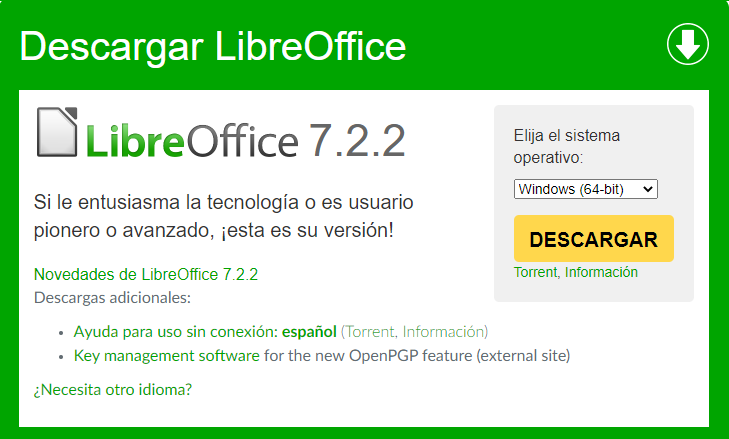 Descargar LibreOffice
LibreOffice 7.2.2
Si le entusiasma la tecnología o es usuario
pionero o avanzado, ¡esta es su versión!
Novedades de LibreOffice 7.2.2
Descargas adicionales:
• Ayuda para uso sin conexión: español (Torrent, Información)
• Key management software for the new OpenPGP feature (external site)
¿Necesita otro idioma?
Elija el sistema
operativo:
Windows (64-bit)
DESCARGAR
Torrent, Información